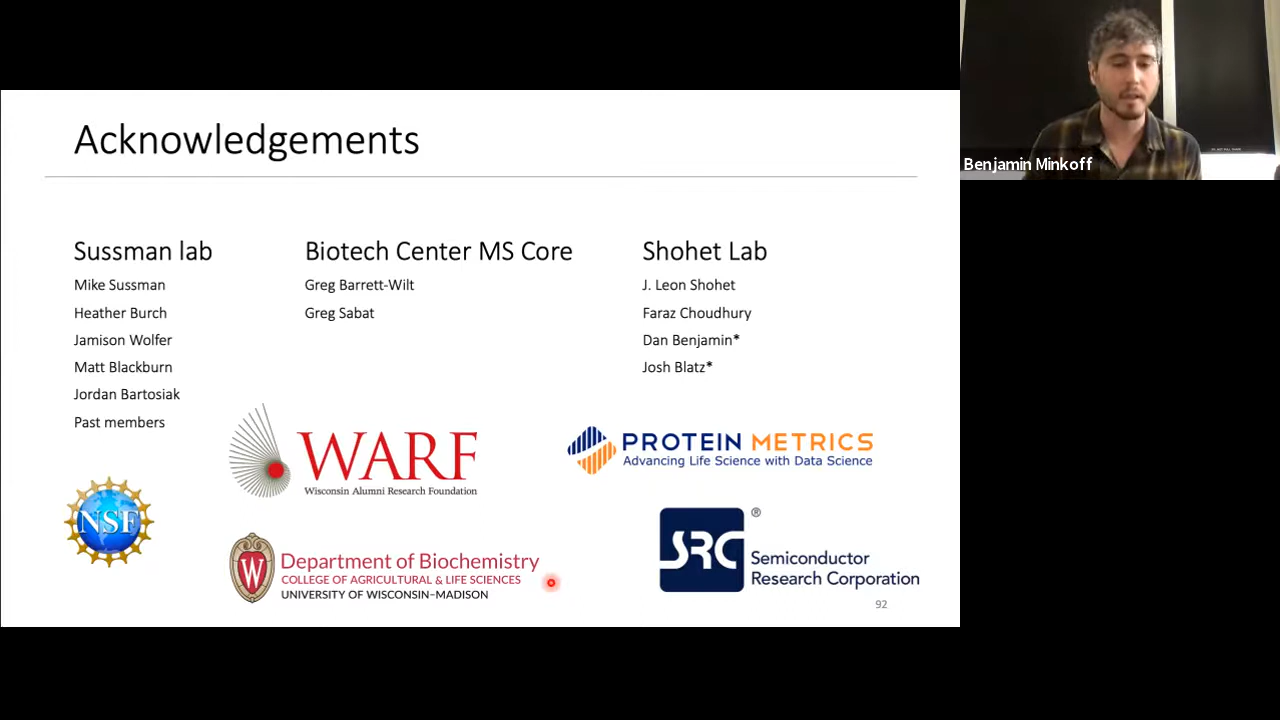 Acknowledgements
Benjamin Minkoff
Sussman lab
Mike Sussman
Heather Burch
Jamison Wolfer
Matt Blackburn
Jordan Bartosiak
Past members
Biotech Center MS Core
Greg Barrett-Wilt
Greg Sabat
Shohet Lab
J. Leon Shohet
Faraz Choudhury
Dan Benjamin*
Josh Blatz*
WARF
Wisconsin Alumni Research Foundation
PROTEIN METRICS
Advancing Life Science with Data Science
NSF
W
Department of Biochemistry
COLLEGE OF AGRICULTURAL & LIFE SCIENCES
UNIVERSITY OF WISCONSIN–MADISON
SRC®
Semiconductor
Research Corporation
92